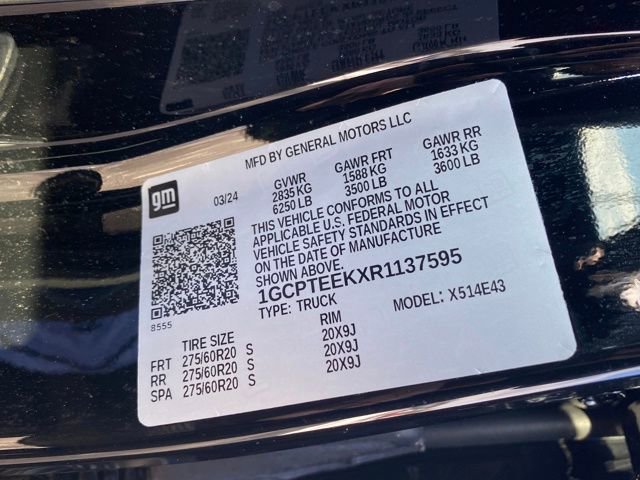 MFD BY GENERAL MOTORS LLC
gm
03/24
GVWR GAWR FRT GAWR RR
2835 KG 1588 KG 1633 KG
6250 LB 3500 LB 3600 LB
THIS VEHICLE CONFORMS TO ALL
APPLICABLE U.S. FEDERAL MOTOR
VEHICLE SAFETY STANDARDS IN EFFECT
ON THE DATE OF MANUFACTURE
SHOWN ABOVE.
1GCPTEEKXR1137595
TYPE: TRUCK MODEL: X514E43
8555
TIRE SIZE RIM
FRT 275/60R20 S 20X9J
RR 275/60R20 S 20X9J
SPA 275/60R20 S 20X9J